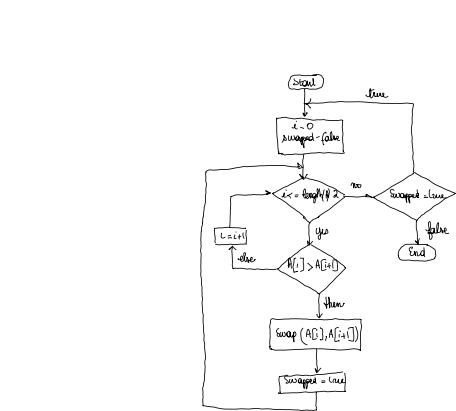 Start
true
i=0
swapped=false
i<=length(A)-2
no
Swapped=true
yes
false
i=i+1
End
else
A[i]>A[i+1]
then
Swap(A[i],A[i+1])
Swapped=true